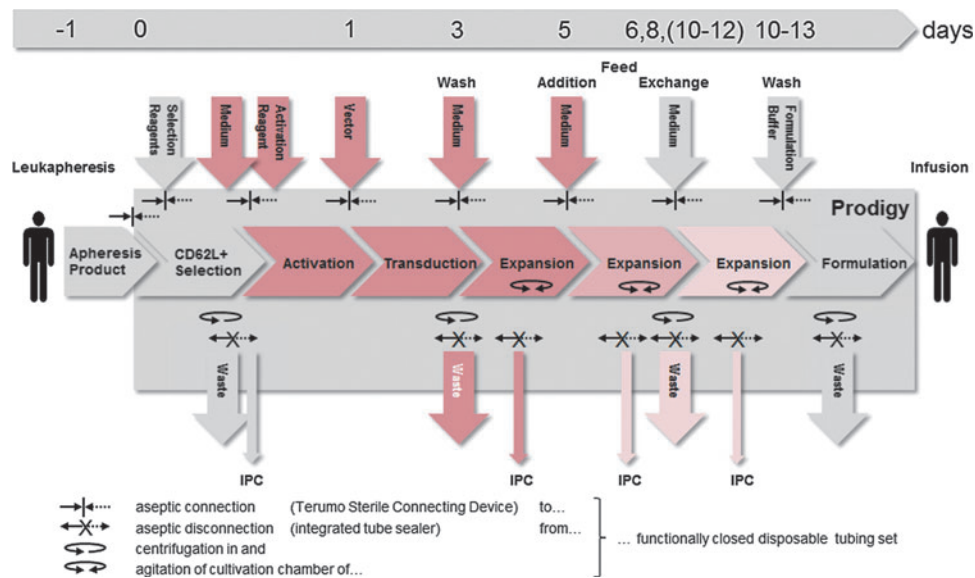 -1 0 1 3 5 6,8,(10-12) 10-13 days
Feed
Wash Addition Exchange Wash
Selection
Reagents
Medium
Activation
Reagent
Vector
Medium
Medium
Medium
Formulation
Buffer
Leukapheresis
Infusion
Prodigy
Apheresis
Product
CD62L+
Selection
Activation
Transduction
Expansion
Expansion
Expansion
Formulation
Waste
Waste
Waste
Waste
IPC
IPC
IPC
IPC
aseptic connection (Terumo Sterile Connecting Device) to...
aseptic disconnection (integrated tube sealer) from...
centrifugation in and
agitation of cultivation chamber of...
... functionally closed disposable tubing set